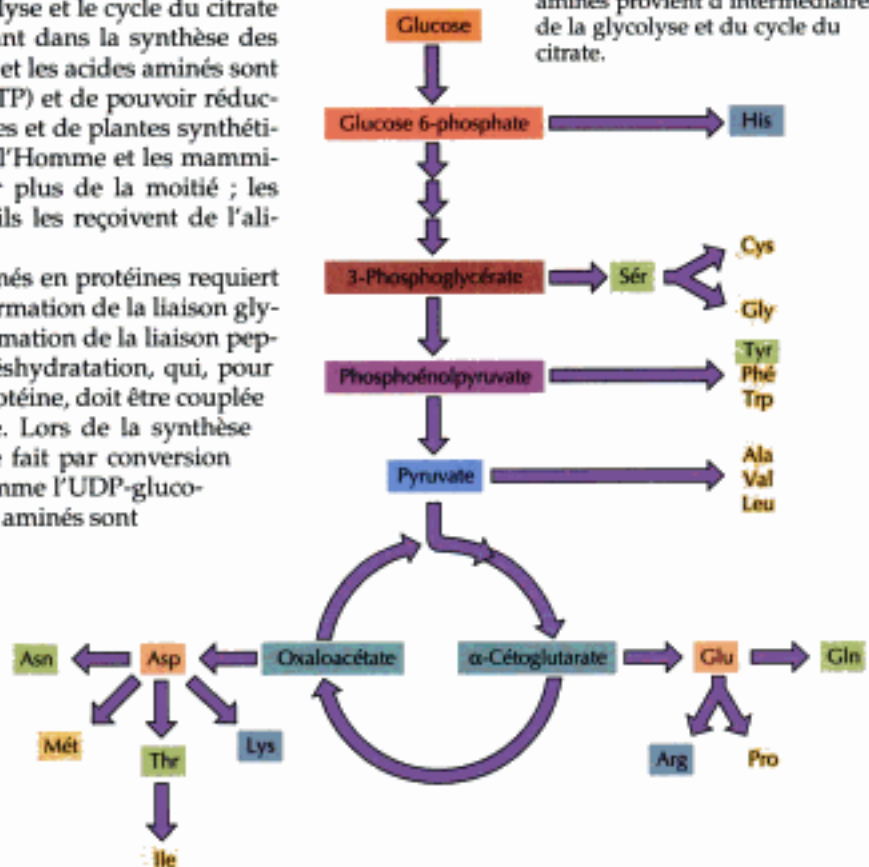 lyse et le cycle du citrate
ant dans la synthèse des
et les acides aminés sont
TP) et de pouvoir réduc-
es et de plantes synthéti-
l'Homme et les mammi-
r plus de la moitié ; les
ils les reçoivent de l'ali-
nés en protéines requiert
rmation de la liaison gly-
mation de la liaison pep-
éshydratation, qui, pour
otéine, doit être couplée
e. Lors de la synthèse
e fait par conversion
mme l'UDP-gluco-
aminés sont
aminés provient d'intermédiaire
de la glycolyse et du cycle du
citrate.
Glucose
Glucose 6-phosphate
His
3-Phosphoglycérate
Sér
Cys
Gly
Phosphoénolpyruvate
Tyr
Phé
Trp
Pyruvate
Ala
Val
Leu
Asn
Asp
Oxaloacétate
α-Cétoglutarate
Glu
Gln
Mét
Thr
Lys
Arg
Pro
Ile